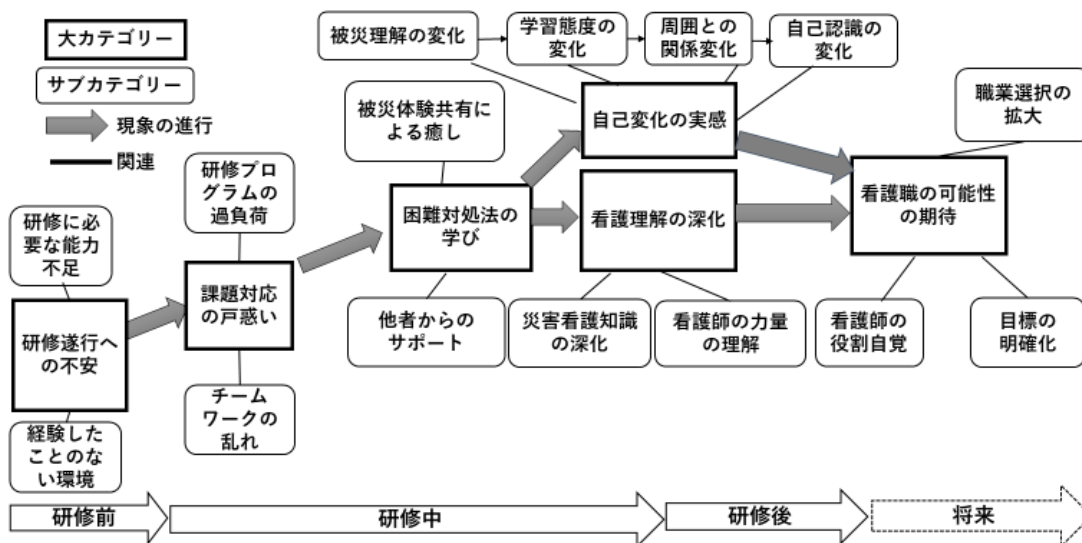 大カテゴリー
サブカテゴリー
現象の進行
関連
被災理解の変化
学習態度の
変化
周囲との
関係変化
自己認識の
変化
被災体験共有に
よる癒し
自己変化の実感
職業選択の
拡大
研修プロ
グラムの
過負荷
研修に必
要な能力
不足
困難対処法の
学び
看護理解の深化
看護職の可能性
の期待
課題対応
の戸惑い
研修遂行へ
の不安
他者からの
サポート
災害看護知識
の深化
看護師の力量
の理解
看護師の
役割自覚
目標の
明確化
チーム
ワークの
乱れ
経験した
ことのな
い環境
研修前
研修中
研修後
将来